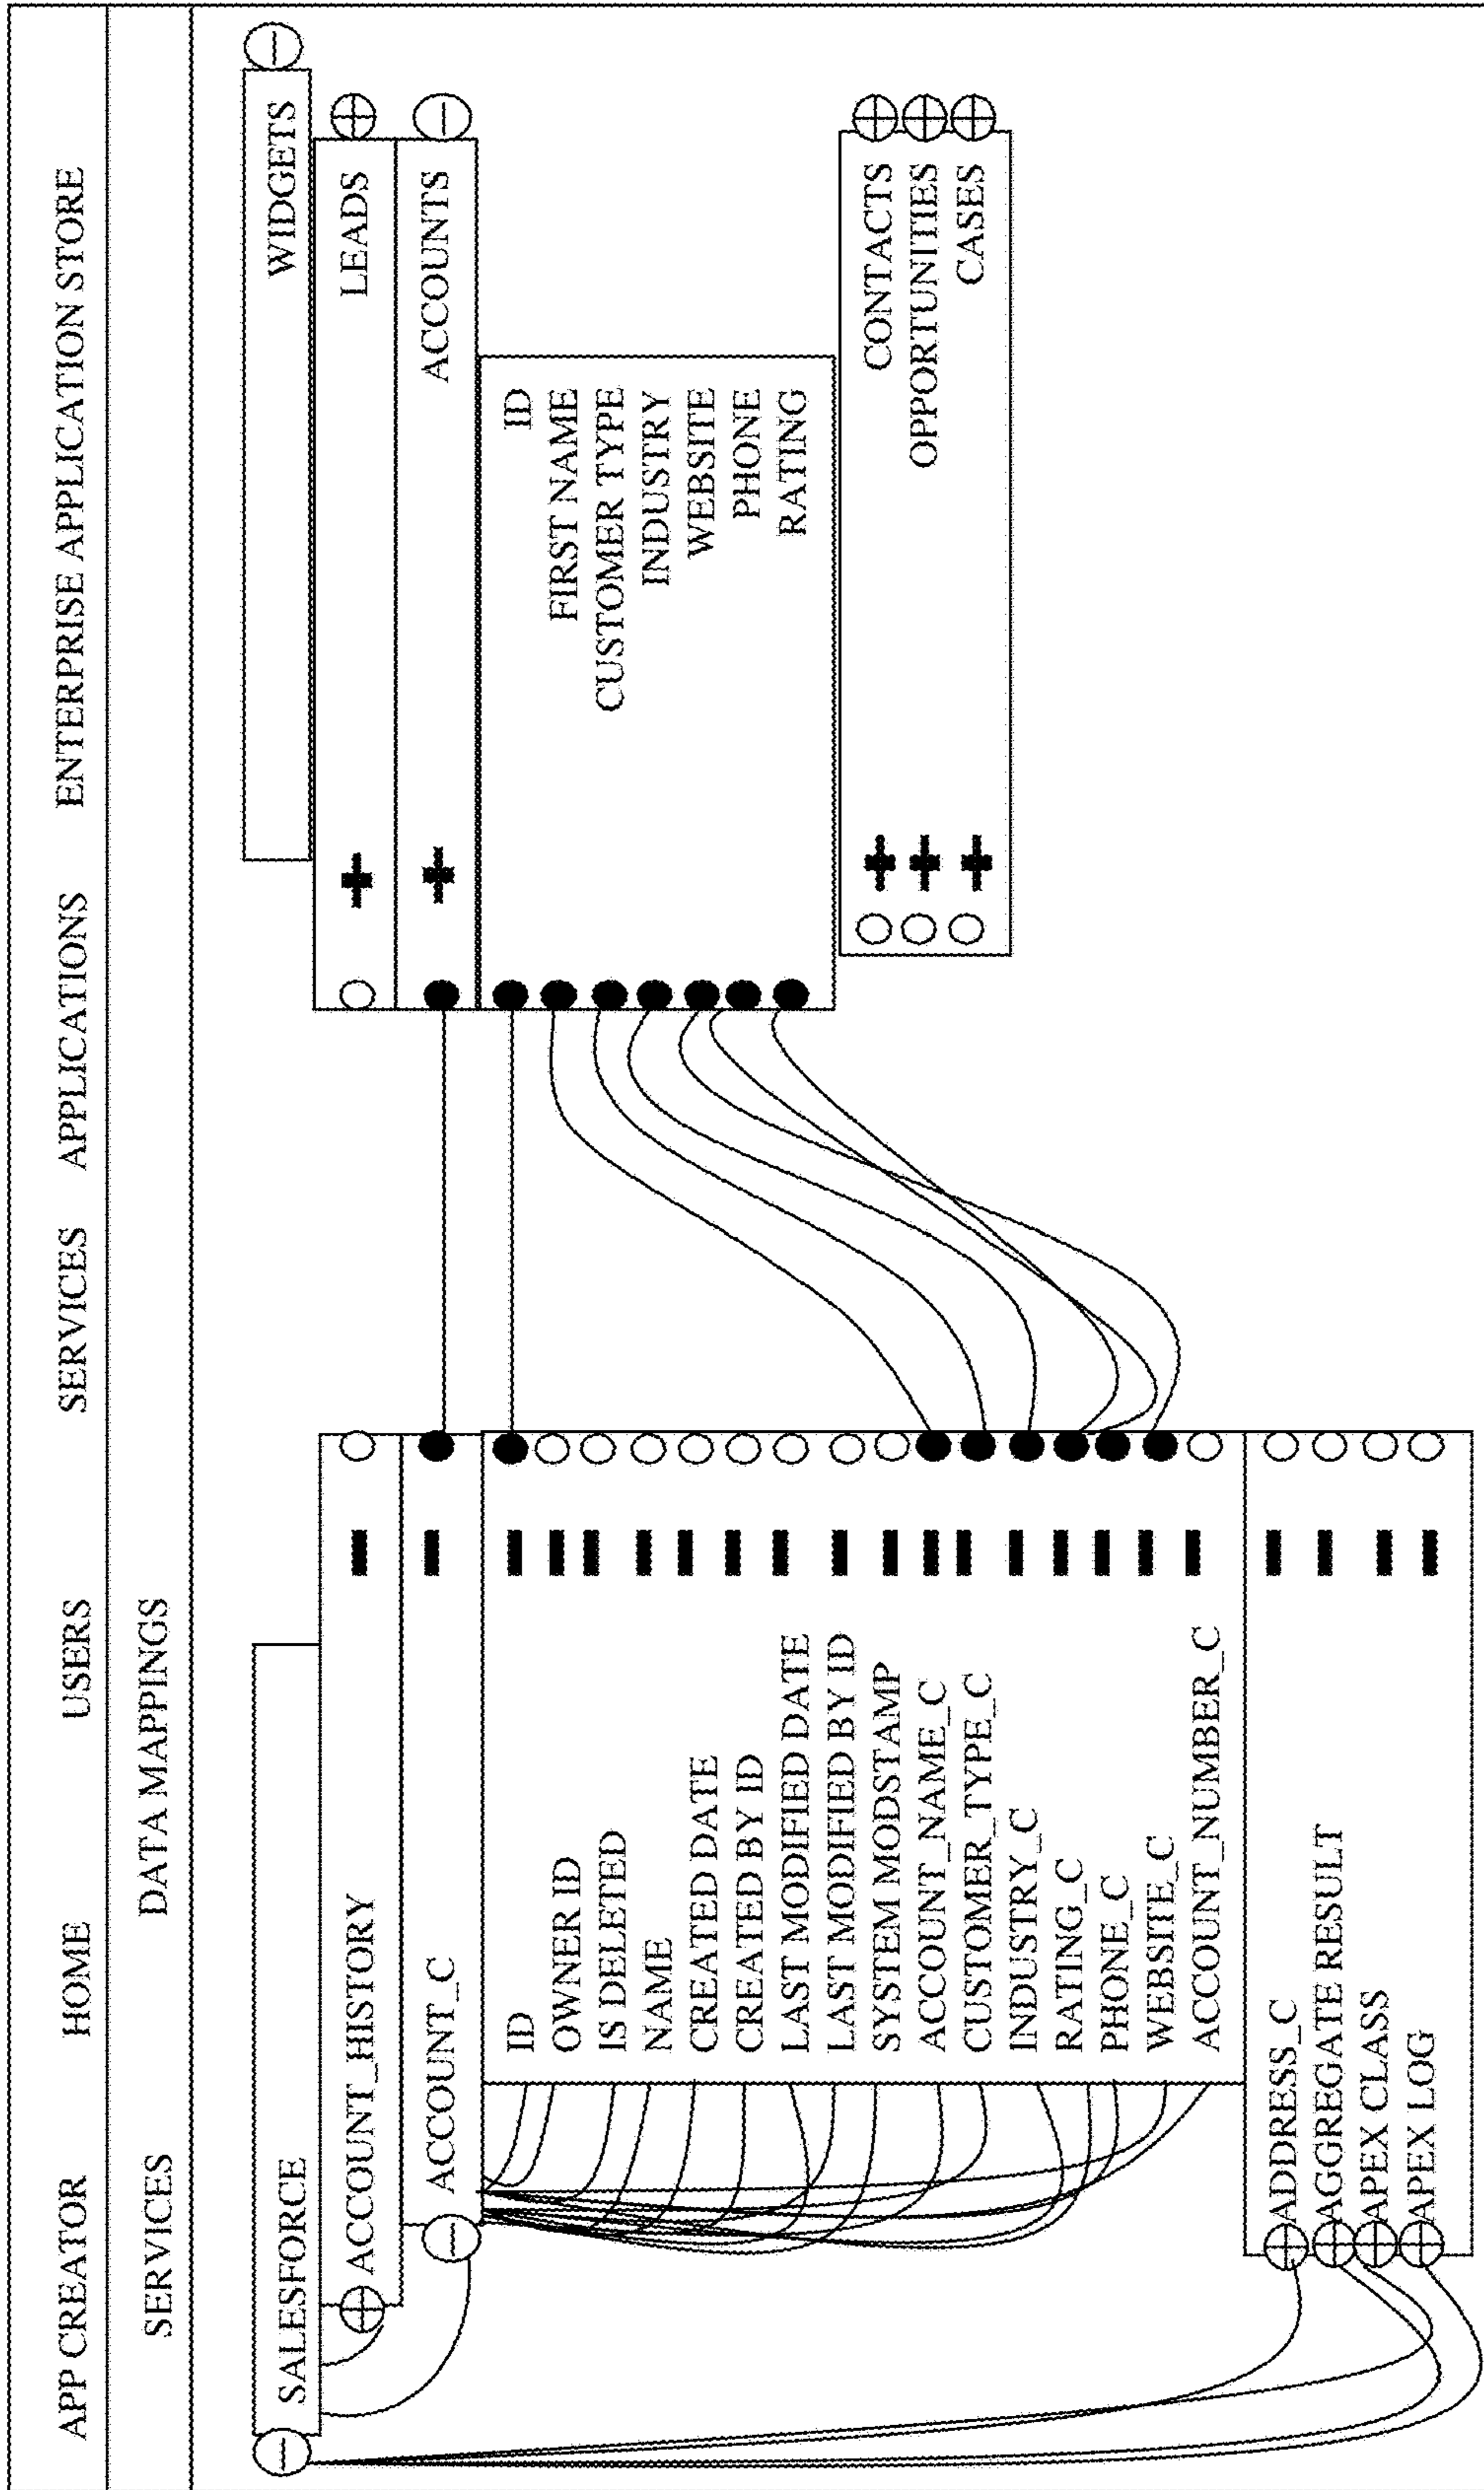 APP CREATOR HOME USERS SERVICES APPLICATIONS ENTERPRISE APPLICATION STORE
SERVICES DATA MAPPINGS
SALESFORCE
ACCOUNT_HISTORY
ACCOUNT_C
ID
OWNER ID
IS DELETED
NAME
CREATED DATE
CREATED BY ID
LAST MODIFIED DATE
LAST MODIFIED BY ID
SYSTEM MODSTAMP
ACCOUNT_NAME_C
CUSTOMER_TYPE_C
INDUSTRY_C
RATING_C
PHONE_C
WEBSITE_C
ACCOUNT_NUMBER_C
ADDRESS_C
AGGREGATE RESULT
APEX CLASS
APEX LOG
WIDGETS
LEADS
ACCOUNTS
ID
FIRST NAME
CUSTOMER TYPE
INDUSTRY
WEBSITE
PHONE
RATING
CONTACTS
OPPORTUNITIES
CASES